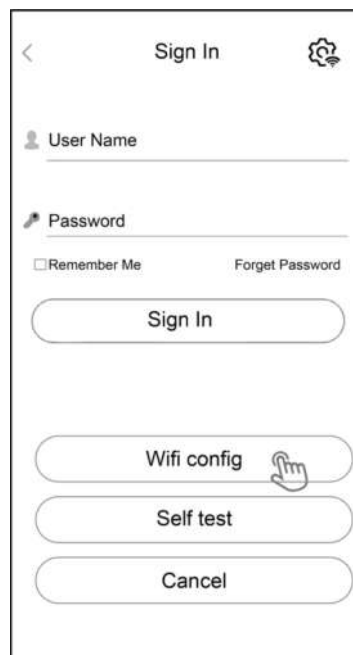 Sign In
User Name
Password
Remember Me Forget Password
Sign In
Wifi config
Self test
Cancel